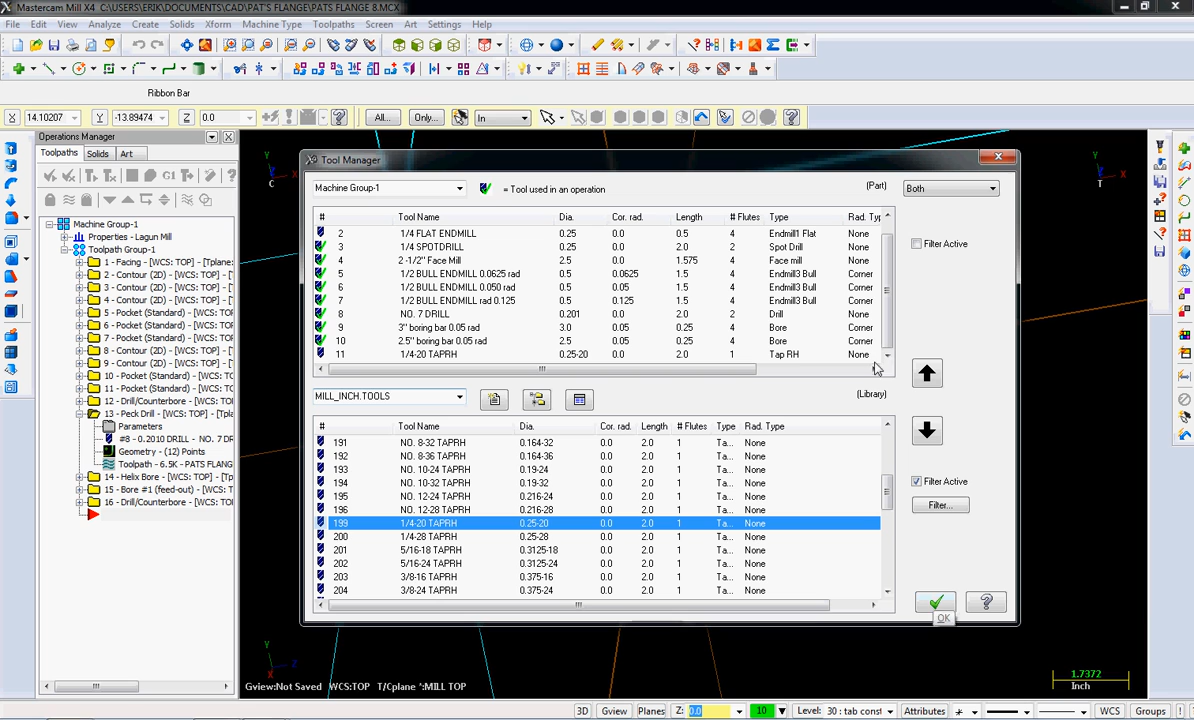 Mastercam Mill X4 C:\USERS\ERIK\DOCUMENTS\CAD\PAT'S FLANGE\PATS FLANGE 8.MCX
File Edit View Analyze Create Solids Xform Machine Type Toolpaths Screen Art Settings Help
Ribbon Bar
X 14.10207 Y -13.89474 Z 0.0 All... Only... In
Operations Manager
Toolpaths Solids Art
G1
Machine Group-1
Properties - Lagun Mill
Toolpath Group-1
1 - Facing - [WCS: TOP] - [Tplane:
2 - Contour (2D) - [WCS: TOP] -
3 - Contour (2D) - [WCS: TOP] -
4 - Contour (2D) - [WCS: TOP] -
5 - Pocket (Standard) - [WCS: TO
6 - Pocket (Standard) - [WCS: TO
7 - Pocket (Standard) - [WCS: TO
8 - Contour (2D) - [WCS: TOP] -
9 - Contour (2D) - [WCS: TOP] -
10 - Pocket (Standard) - [WCS: T
11 - Pocket (Standard) - [WCS: T
12 - Drill/Counterbore - [WCS: TO
13 - Peck Drill - [WCS: TOP] - [Tpla
Parameters
#8 - 0.2010 DRILL - NO. 7 DR
Geometry - (12) Points
Toolpath - 6.5K - PATS FLANG
14 - Helix Bore - [WCS: TOP] - [Tp
15 - Bore #1 (feed-out) - [WCS: TO
16 - Drill/Counterbore - [WCS: TO
Y
X
C
Y
X
T
Tool Manager
Machine Group-1 = Tool used in an operation (Part) Both
# Tool Name Dia. Cor. rad. Length # Flutes Type Rad. Typ
2 1/4 FLAT ENDMILL 0.25 0.0 0.5 4 Endmill1 Flat None
3 1/4 SPOTDRILL 0.25 0.0 2.0 2 Spot Drill None
4 2 -1/2" Face Mill 2.5 0.0 1.575 4 Face mill None
5 1/2 BULL ENDMILL 0.0625 rad 0.5 0.0625 1.5 4 Endmill3 Bull Corner
6 1/2 BULL ENDMILL 0.050 rad 0.5 0.05 1.5 4 Endmill3 Bull Corner
7 1/2 BULL ENDMILL rad 0.125 0.5 0.125 1.5 4 Endmill3 Bull Corner
8 NO. 7 DRILL 0.201 0.0 2.0 2 Drill None
9 3" boring bar 0.05 rad 3.0 0.05 0.25 4 Bore Corner
10 2.5" boring bar 0.05 rad 2.5 0.05 0.25 4 Bore Corner
11 1/4-20 TAPRH 0.25-20 0.0 2.0 1 Tap RH None
Filter Active
MILL_INCH.TOOLS (Library)
# Tool Name Dia. Cor. rad. Length # Flutes Type Rad. Type
191 NO. 8-32 TAPRH 0.164-32 0.0 2.0 1 Ta... None
192 NO. 8-36 TAPRH 0.164-36 0.0 2.0 1 Ta... None
193 NO. 10-24 TAPRH 0.19-24 0.0 2.0 1 Ta... None
194 NO. 10-32 TAPRH 0.19-32 0.0 2.0 1 Ta... None
195 NO. 12-24 TAPRH 0.216-24 0.0 2.0 1 Ta... None
196 NO. 12-28 TAPRH 0.216-28 0.0 2.0 1 Ta... None
199 1/4-20 TAPRH 0.25-20 0.0 2.0 1 Ta... None
200 1/4-28 TAPRH 0.25-28 0.0 2.0 1 Ta... None
201 5/16-18 TAPRH 0.3125-18 0.0 2.0 1 Ta... None
202 5/16-24 TAPRH 0.3125-24 0.0 2.0 1 Ta... None
203 3/8-16 TAPRH 0.375-16 0.0 2.0 1 Ta... None
204 3/8-24 TAPRH 0.375-24 0.0 2.0 1 Ta... None
Filter Active
Filter...
OK
Y
Z
X
Gview:Not Saved WCS:TOP T/Cplane ':MILL TOP
1.7372
Inch
3D Gview Planes Z: 0.0 10 Level: 30 : tab const Attributes WCS Groups